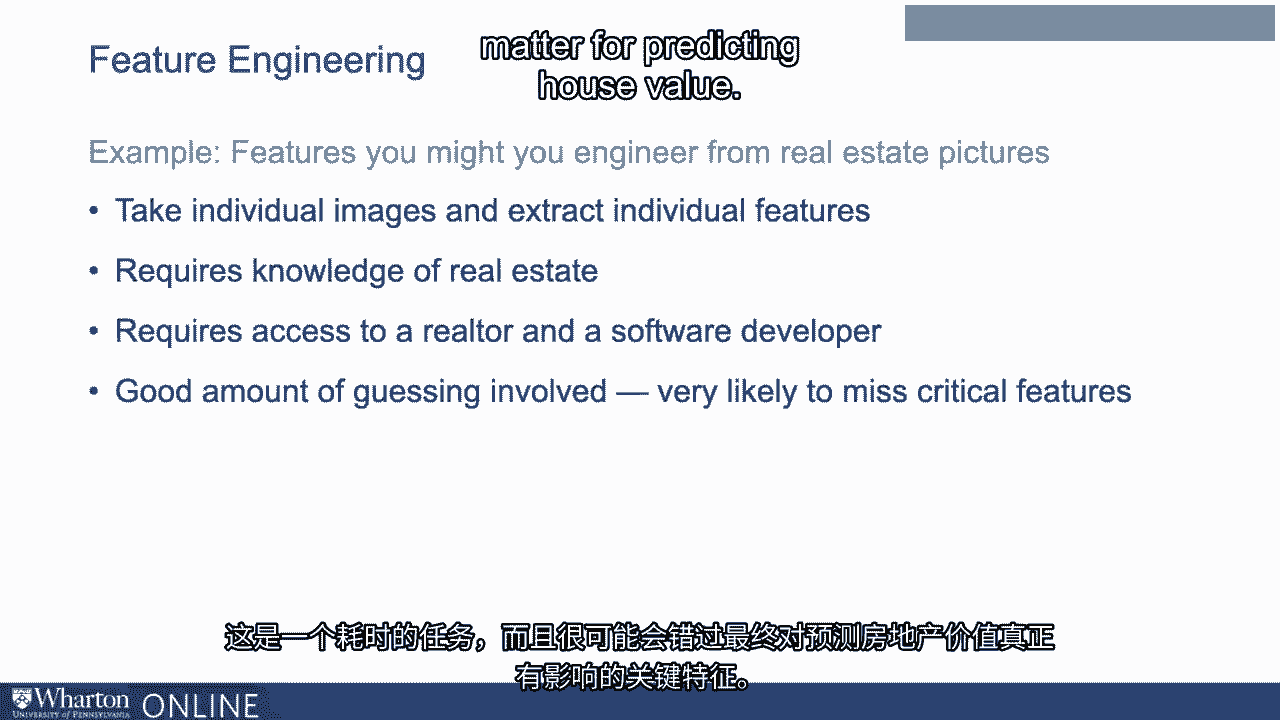 Feature Engineering
matter for predicting
house value.
Example: Features you might you engineer from real estate pictures
• Take individual images and extract individual features
• Requires knowledge of real estate
• Requires access to a realtor and a software developer
• Good amount of guessing involved — very likely to miss critical features
这是一个耗时的任务，而且很可能会错过最终对预测房地产价值真正
有影响的关键特征。
Wharton ONLINE
UNIVERSITY of PENNSYLVANIA